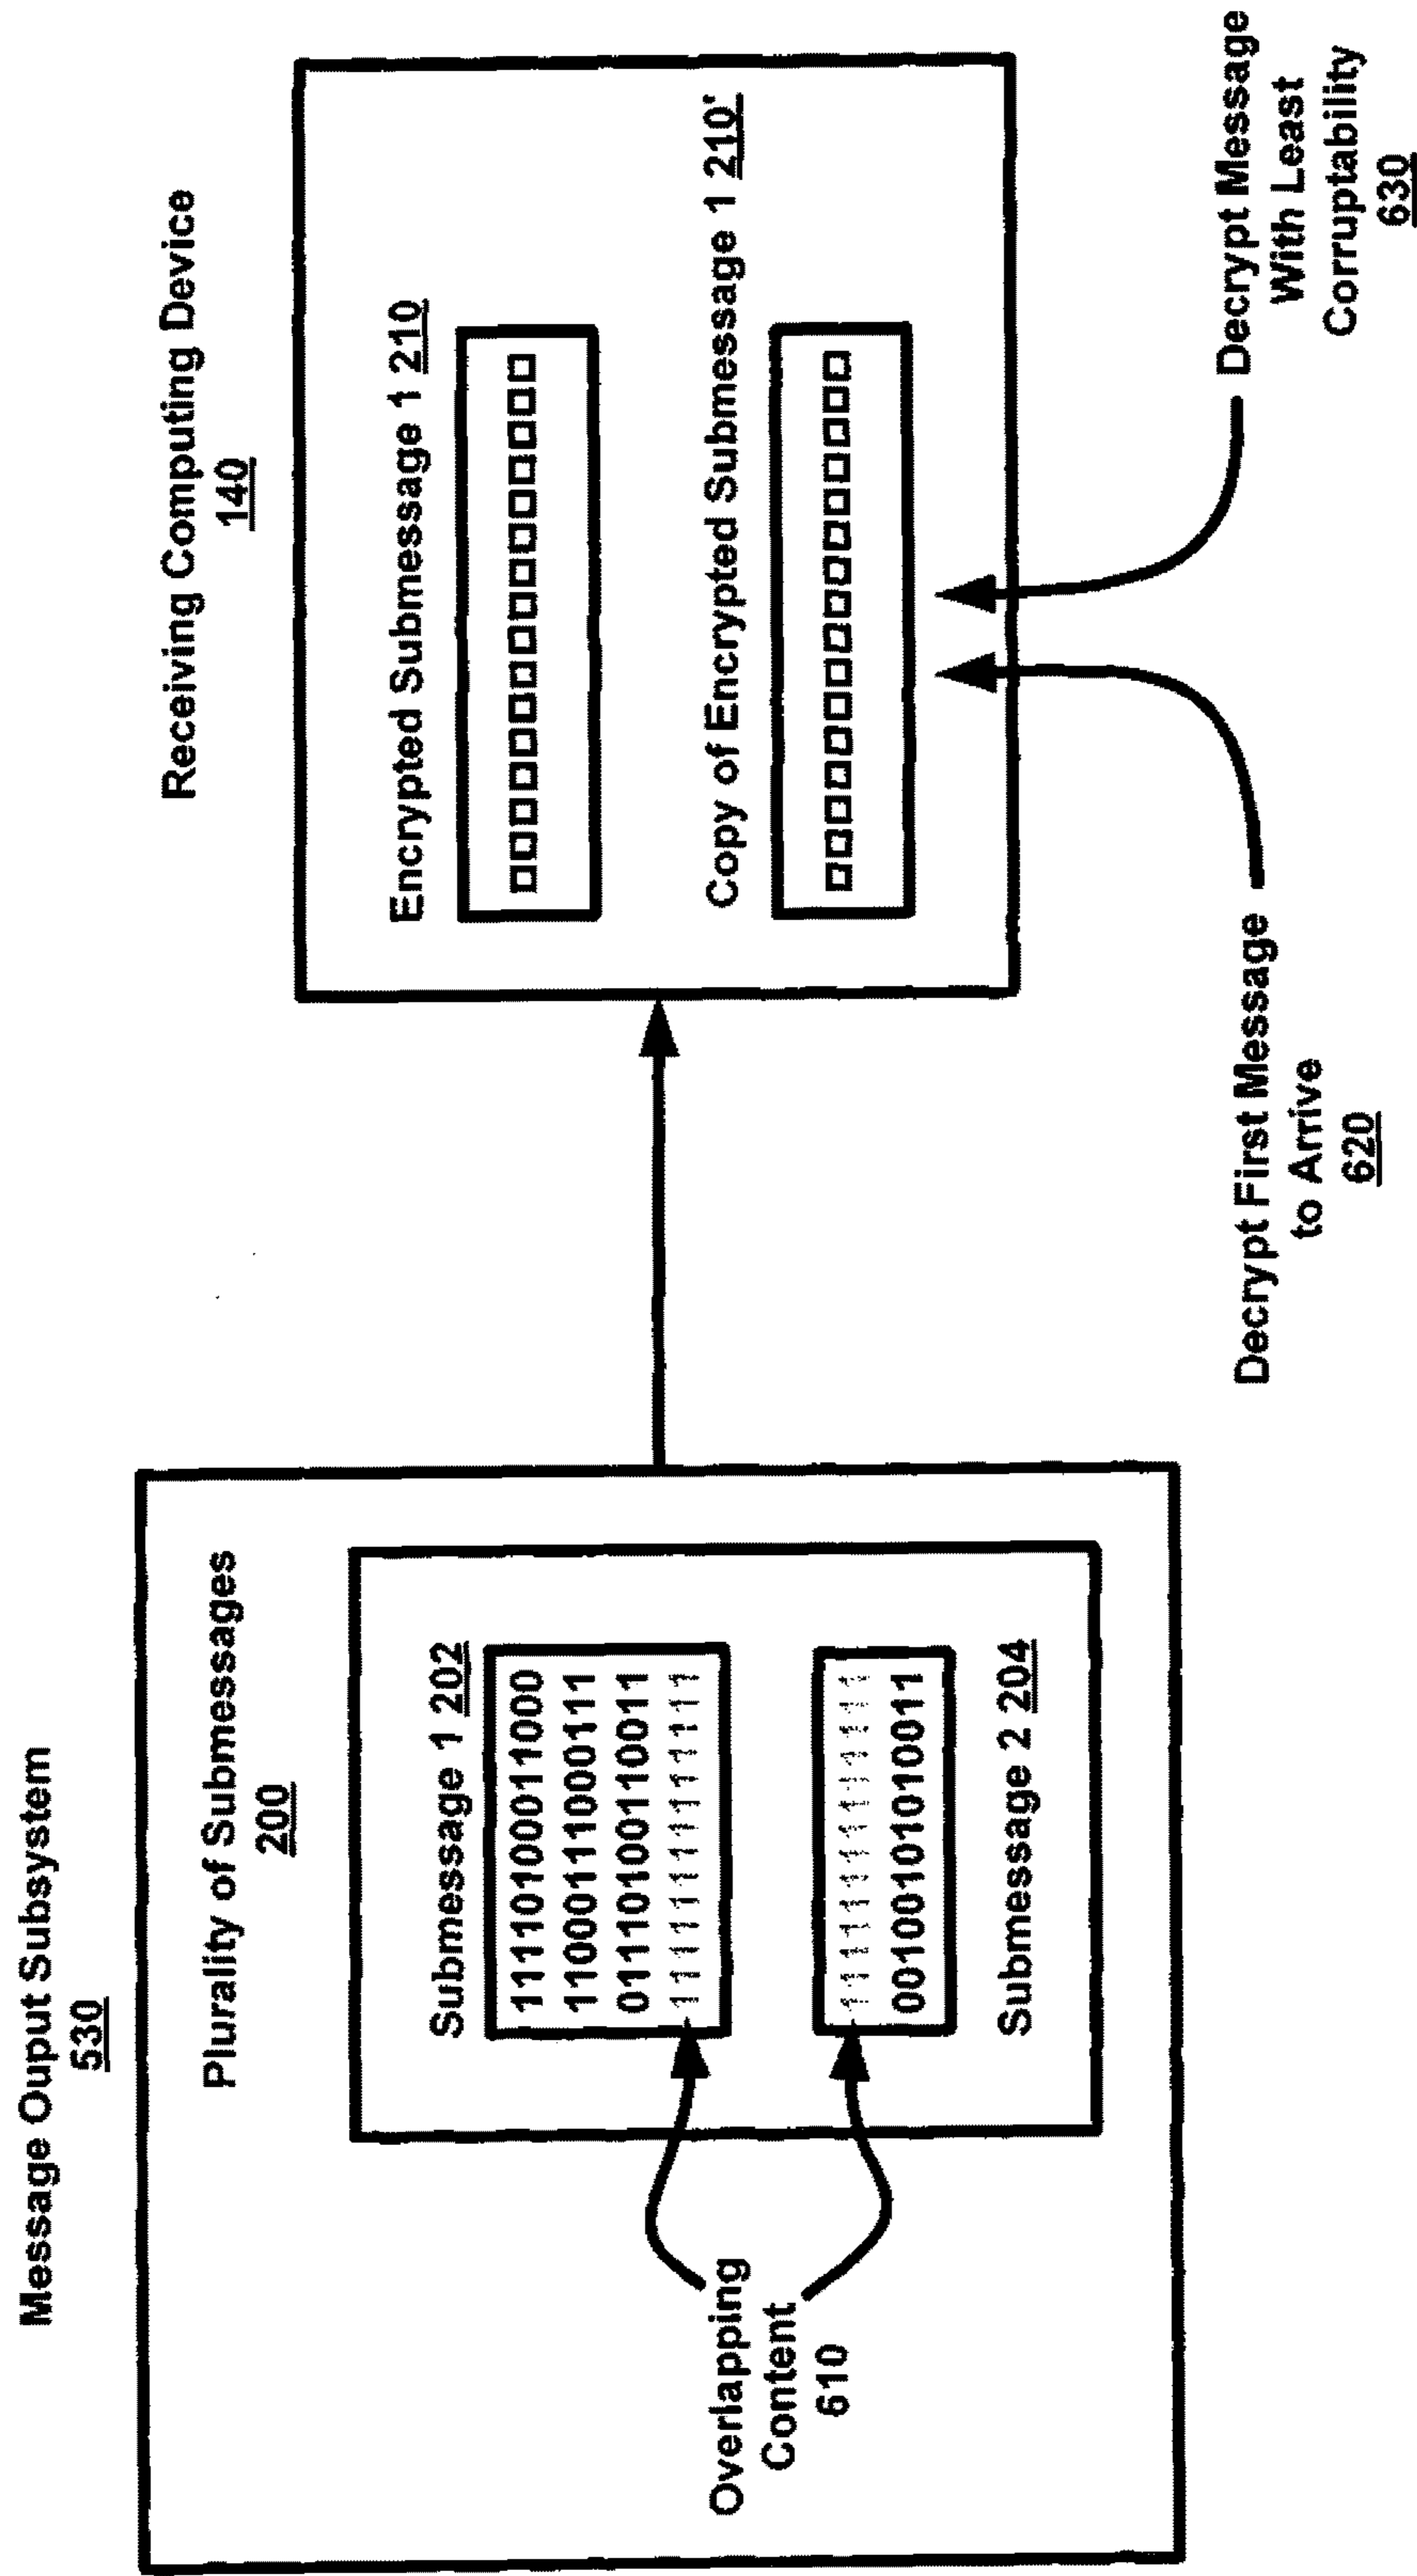 Message Ouput Subsystem
530
Plurality of Submessages
200
Submessage 1 202
11110100011000
11000111000111
01110100110011
11111111111111
11111111111111
00100101010011
Submessage 2 204
Overlapping
Content
610
Receiving Computing Device
140
Encrypted Submessage 1 210
Copy of Encrypted Submessage 1 210'
Decrypt First Message
to Arrive
620
Decrypt Message
With Least
Corruptability
630